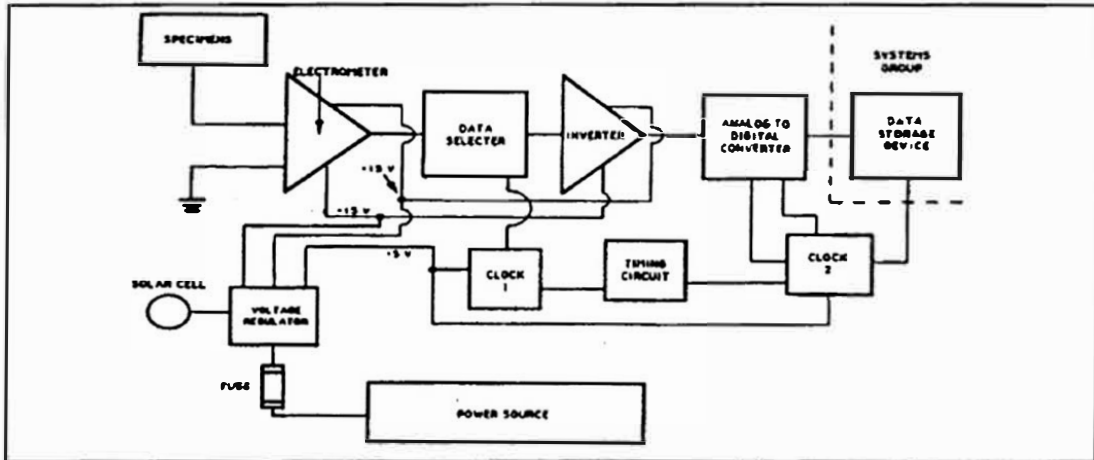 SPECIMENS
ELECTROMETER
DATA
SELECTER
INVERTER
ANALOG TO
DIGITAL
CONVERTER
SYSTEMS
GROUP
DATA
STORAGE
DEVICE
+15 V
-15 V
+5 V
CLOCK
1
TIMING
CIRCUIT
CLOCK
2
SOLAR CELL
VOLTAGE
REGULATOR
FUSE
POWER SOURCE